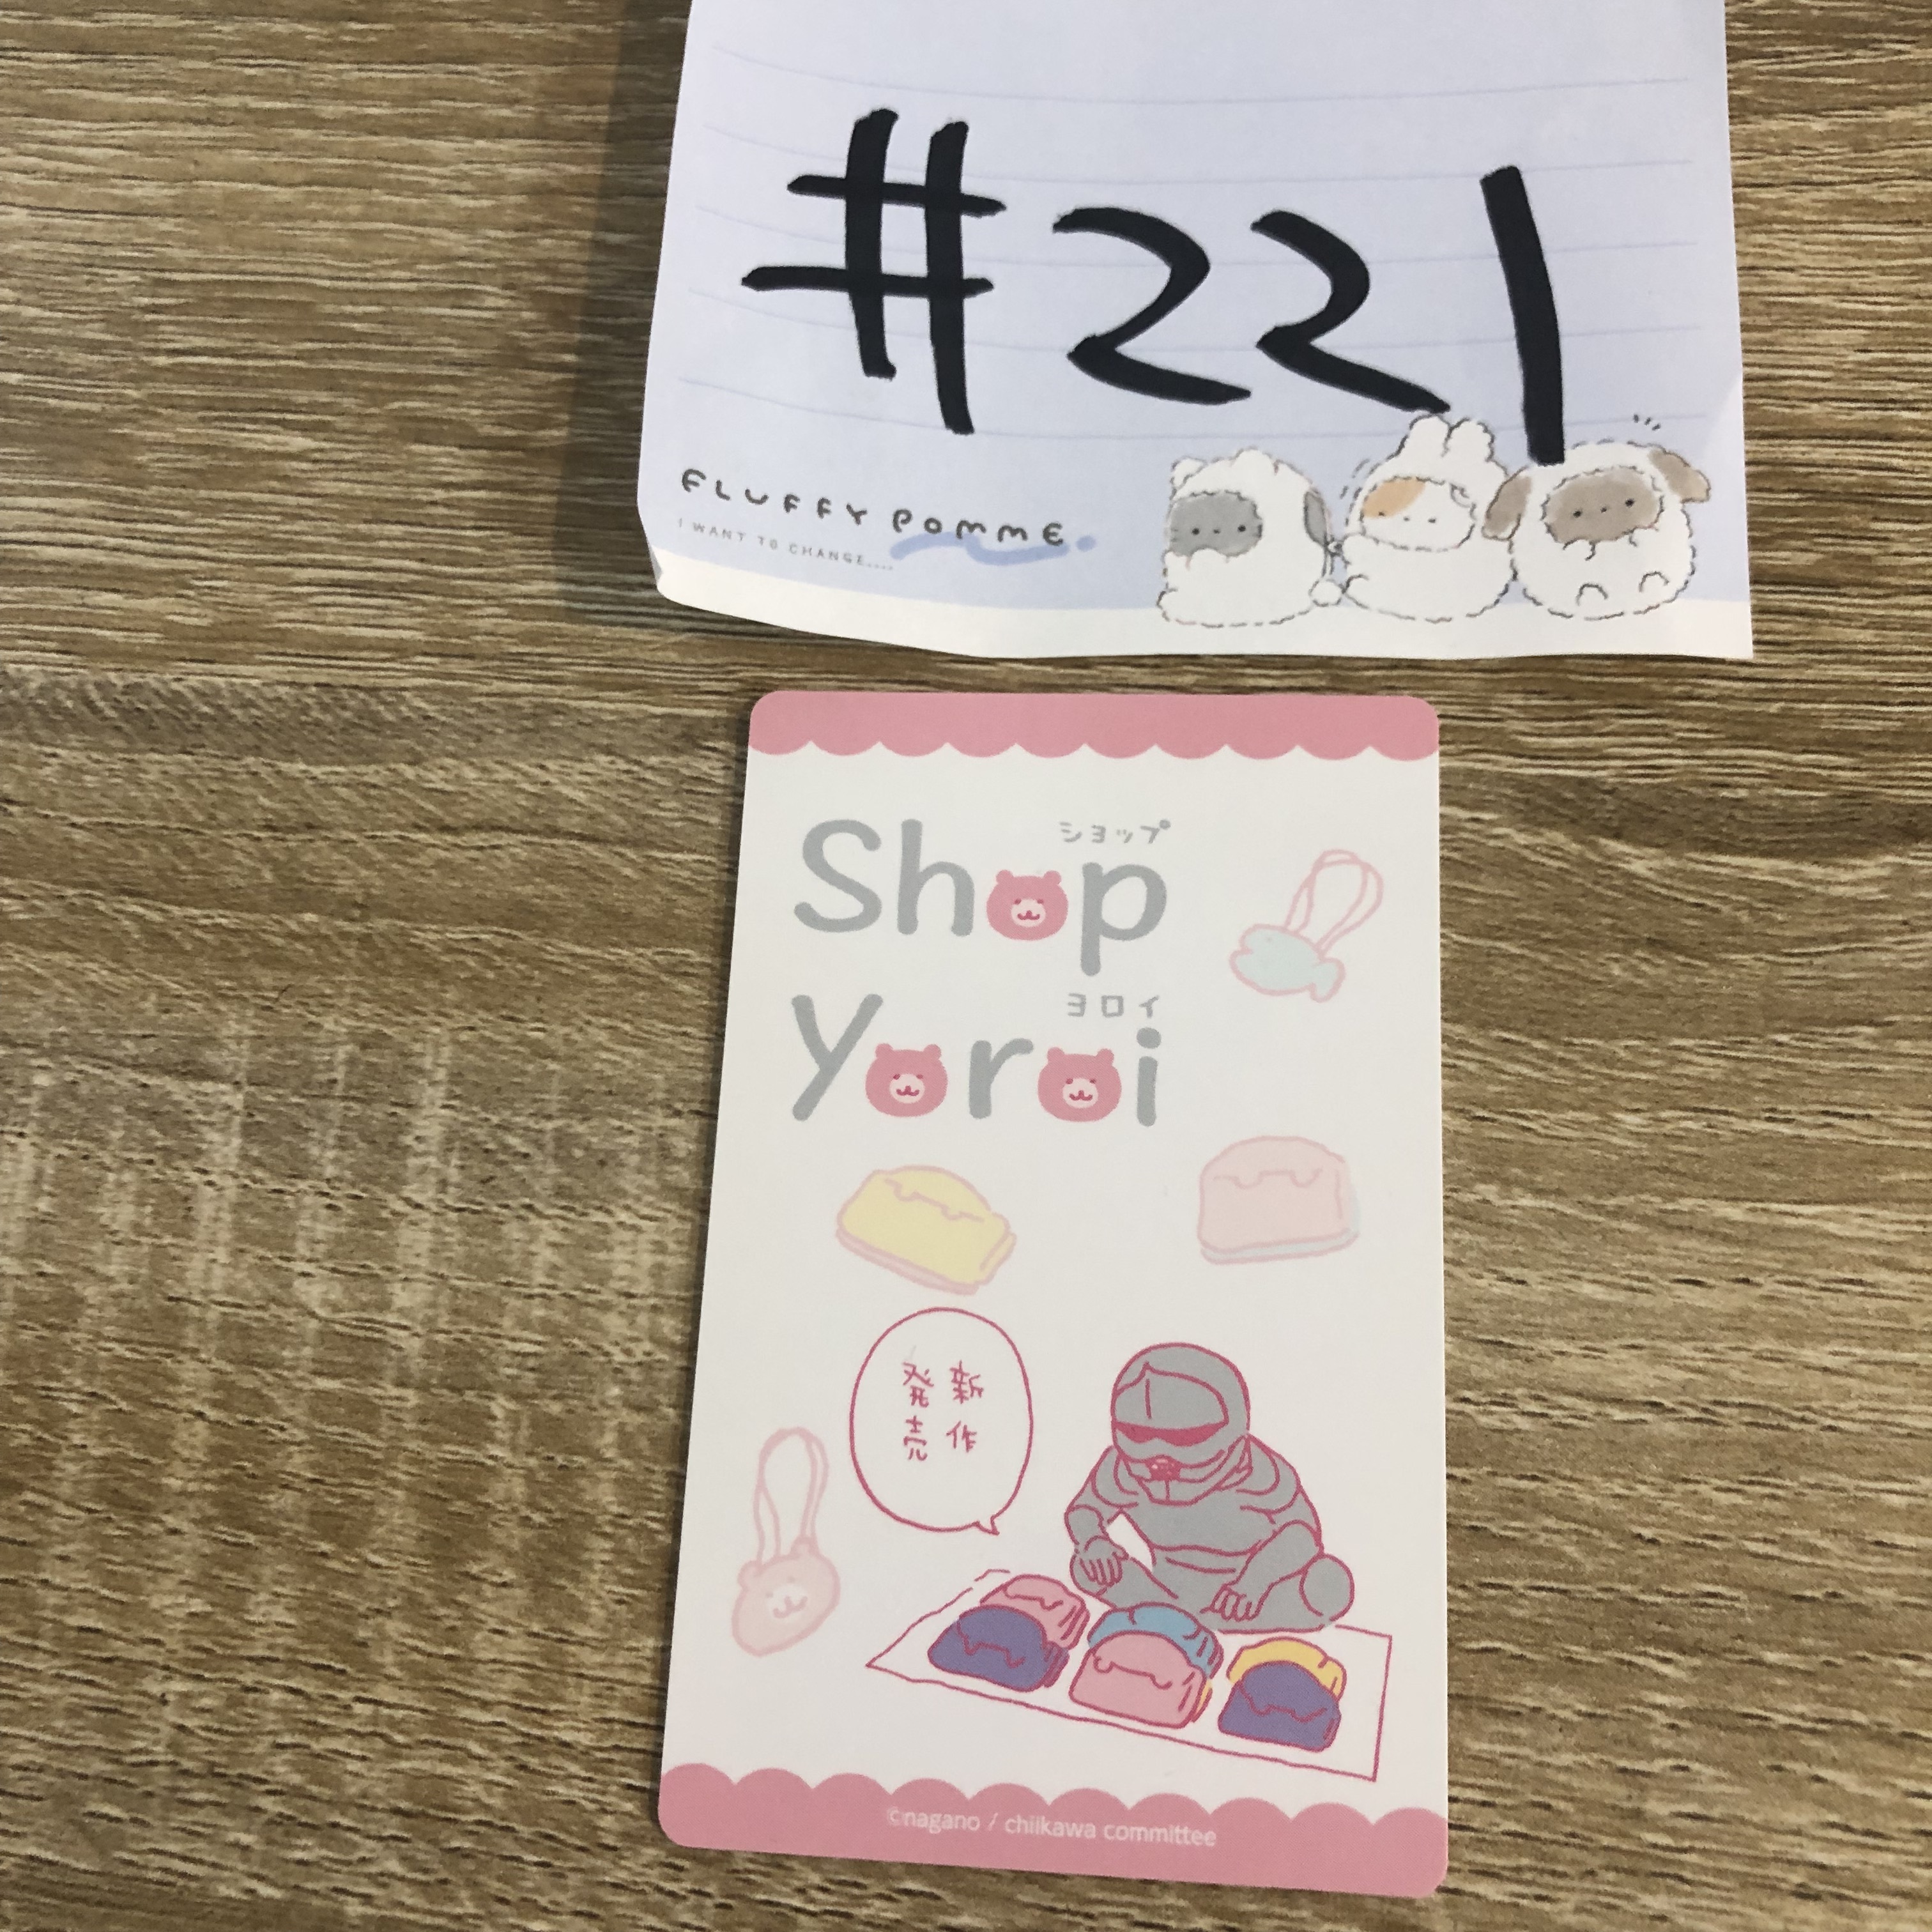 #221
FLUFFY POMME.
I WANT TO CHANGE....
ショップ
Shop
ヨロイ
Yoroi
新作
発売
©nagano / chiikawa committee